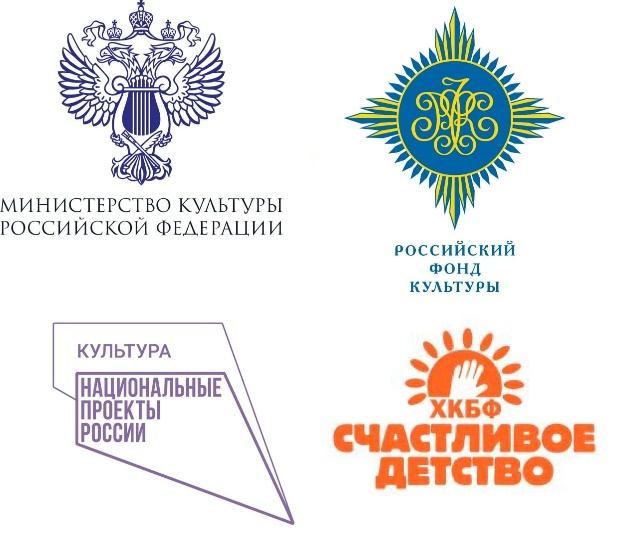 МИНИСТЕРСТВО КУЛЬТУРЫ
РОССИЙСКОЙ ФЕДЕРАЦИИ
РОССИЙСКИЙ
ФОНД
КУЛЬТУРЫ
КУЛЬТУРА
НАЦИОНАЛЬНЫЕ
ПРОЕКТЫ
РОССИИ
ХКБФ
СЧАСТЛИВОЕ
ДЕТСТВО